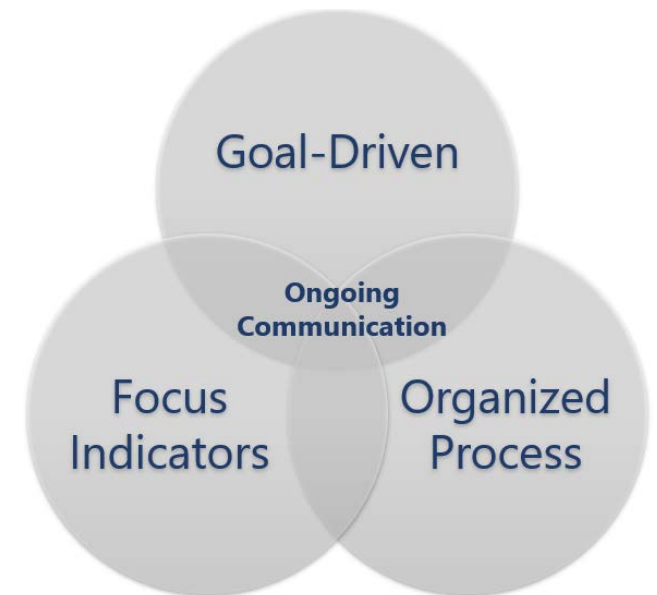 Goal-Driven
Ongoing
Communication
Focus
Indicators
Organized
Process